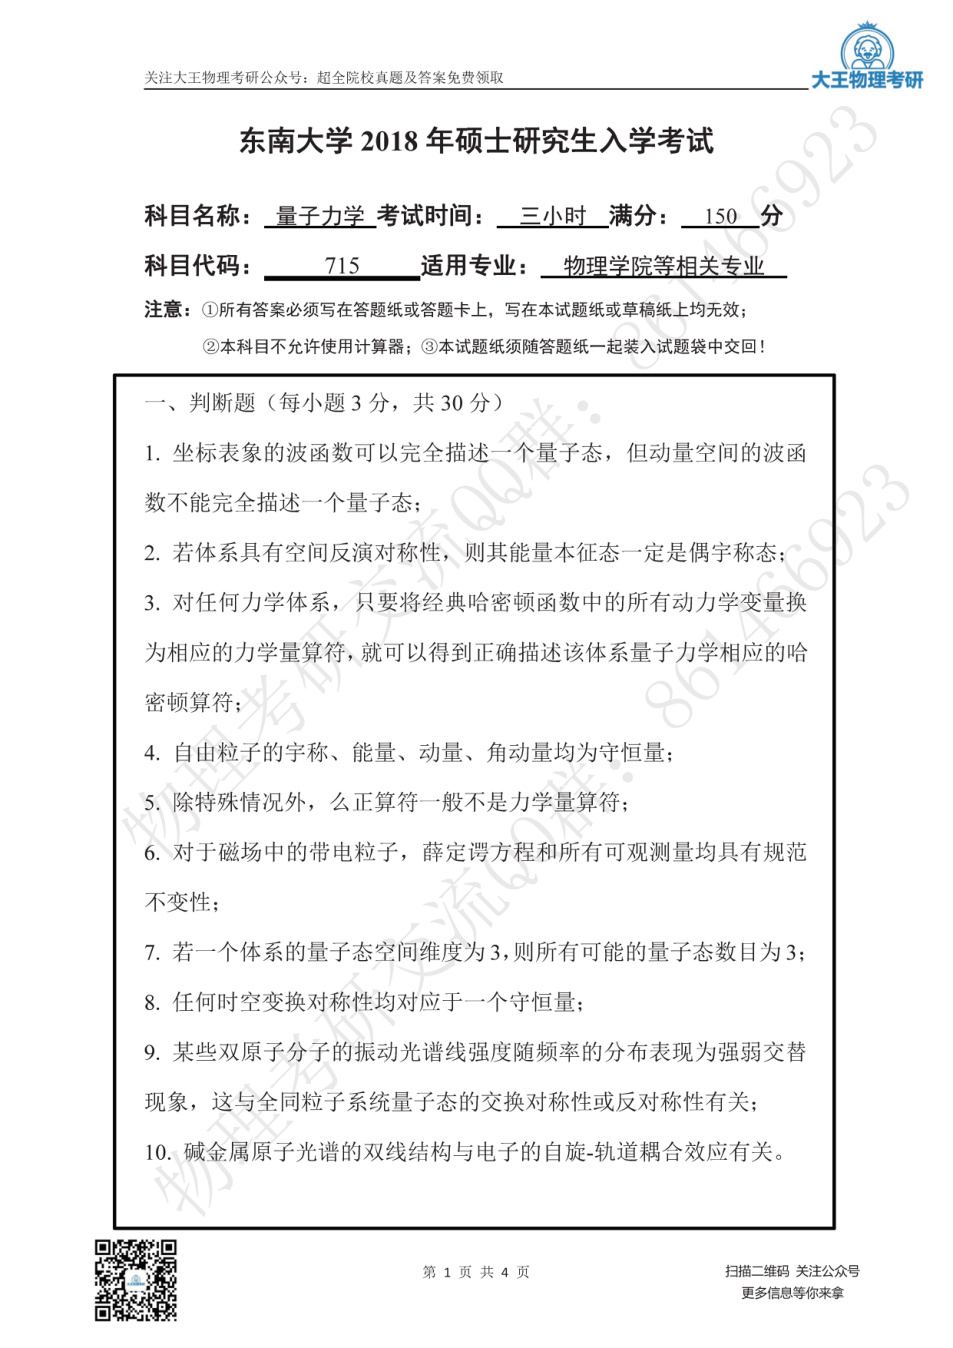 关注大王物理考研公众号：超全院校真题及答案免费领取
大王物理考研
东南大学 2018 年硕士研究生入学考试
科目名称： 量子力学 考试时间： 三小时 满分： 150 分
科目代码： 715 适用专业： 物理学院等相关专业
注意：①所有答案必须写在答题纸或答题卡上，写在本试题纸或草稿纸上均无效；
②本科目不允许使用计算器；③本试题纸须随答题纸一起装入试题袋中交回！
一、判断题（每小题 3 分，共 30 分）
1. 坐标表象的波函数可以完全描述一个量子态，但动量空间的波函
数不能完全描述一个量子态；
2. 若体系具有空间反演对称性，则其能量本征态一定是偶宇称态；
3. 对任何力学体系，只要将经典哈密顿函数中的所有动力学变量换
为相应的力学量算符，就可以得到正确描述该体系量子力学相应的哈
密顿算符；
4. 自由粒子的宇称、能量、动量、角动量均为守恒量；
5. 除特殊情况外，么正算符一般不是力学量算符；
6. 对于磁场中的带电粒子，薛定谔方程和所有可观测量均具有规范
不变性；
7. 若一个体系的量子态空间维度为 3，则所有可能的量子态数目为 3；
8. 任何时空变换对称性均对应于一个守恒量；
9. 某些双原子分子的振动光谱线强度随频率的分布表现为强弱交替
现象，这与全同粒子系统量子态的交换对称性或反对称性有关；
10. 碱金属原子光谱的双线结构与电子的自旋-轨道耦合效应有关。
物理考研交流QQ群：861466923
物理考研交流QQ群：861466923
第 1 页 共 4 页
扫描二维码 关注公众号
更多信息等你来拿